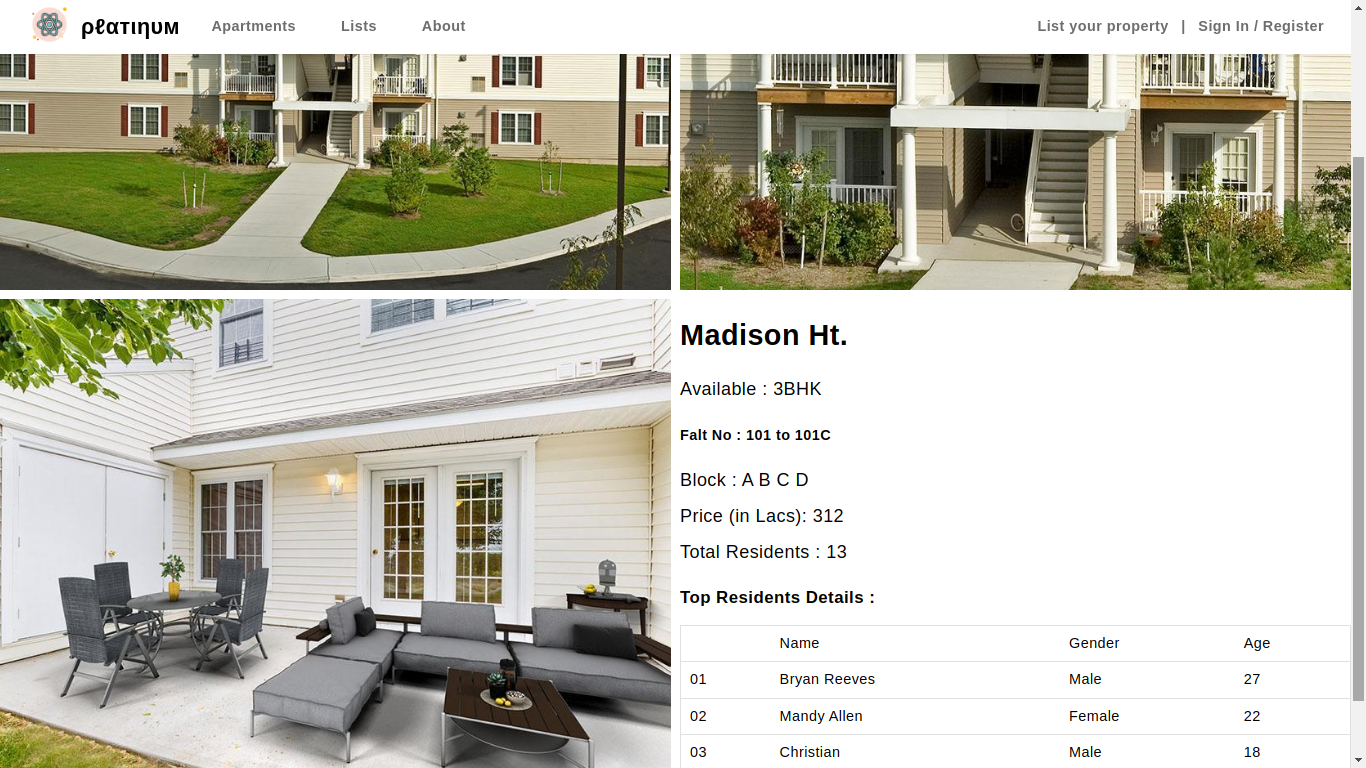 ρℓατιηυм Apartments Lists About List your property | Sign In / Register
Madison Ht.
Available : 3BHK
Falt No : 101 to 101C
Block : A B C D
Price (in Lacs): 312
Total Residents : 13
Top Residents Details :
Name Gender Age
01 Bryan Reeves Male 27
02 Mandy Allen Female 22
03 Christian Male 18